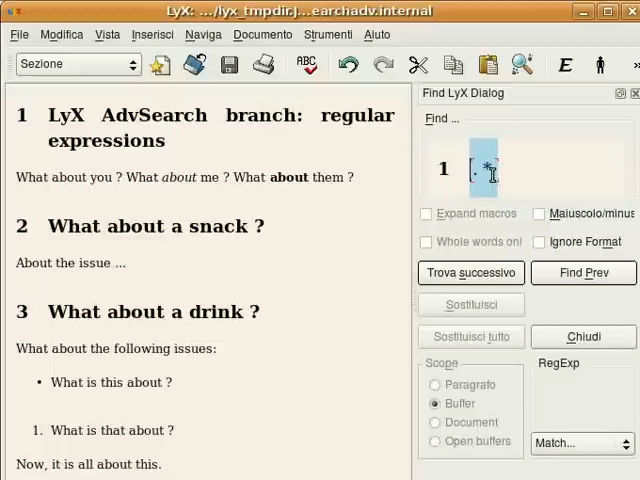 LyX: .../lyx_tmpdir.J...earchadv.internal
File Modifica Vista Inserisci Naviga Documento Strumenti Aiuto
Sezione ABC E »
1 LyX AdvSearch branch: regular
expressions
What about you ? What about me ? What about them ?
2 What about a snack ?
About the issue ...
3 What about a drink ?
What about the following issues:
• What is this about ?
1. What is that about ?
Now, it is all about this.
Find LyX Dialog
Find ...
1 [.*]
Expand macros Maiuscolo/minus
Whole words onl Ignore Format
Trova successivo Find Prev
Sostituisci
Sostituisci tutto Chiudi
Scope RegExp
Paragrafo
Buffer
Document Match...
Open buffers